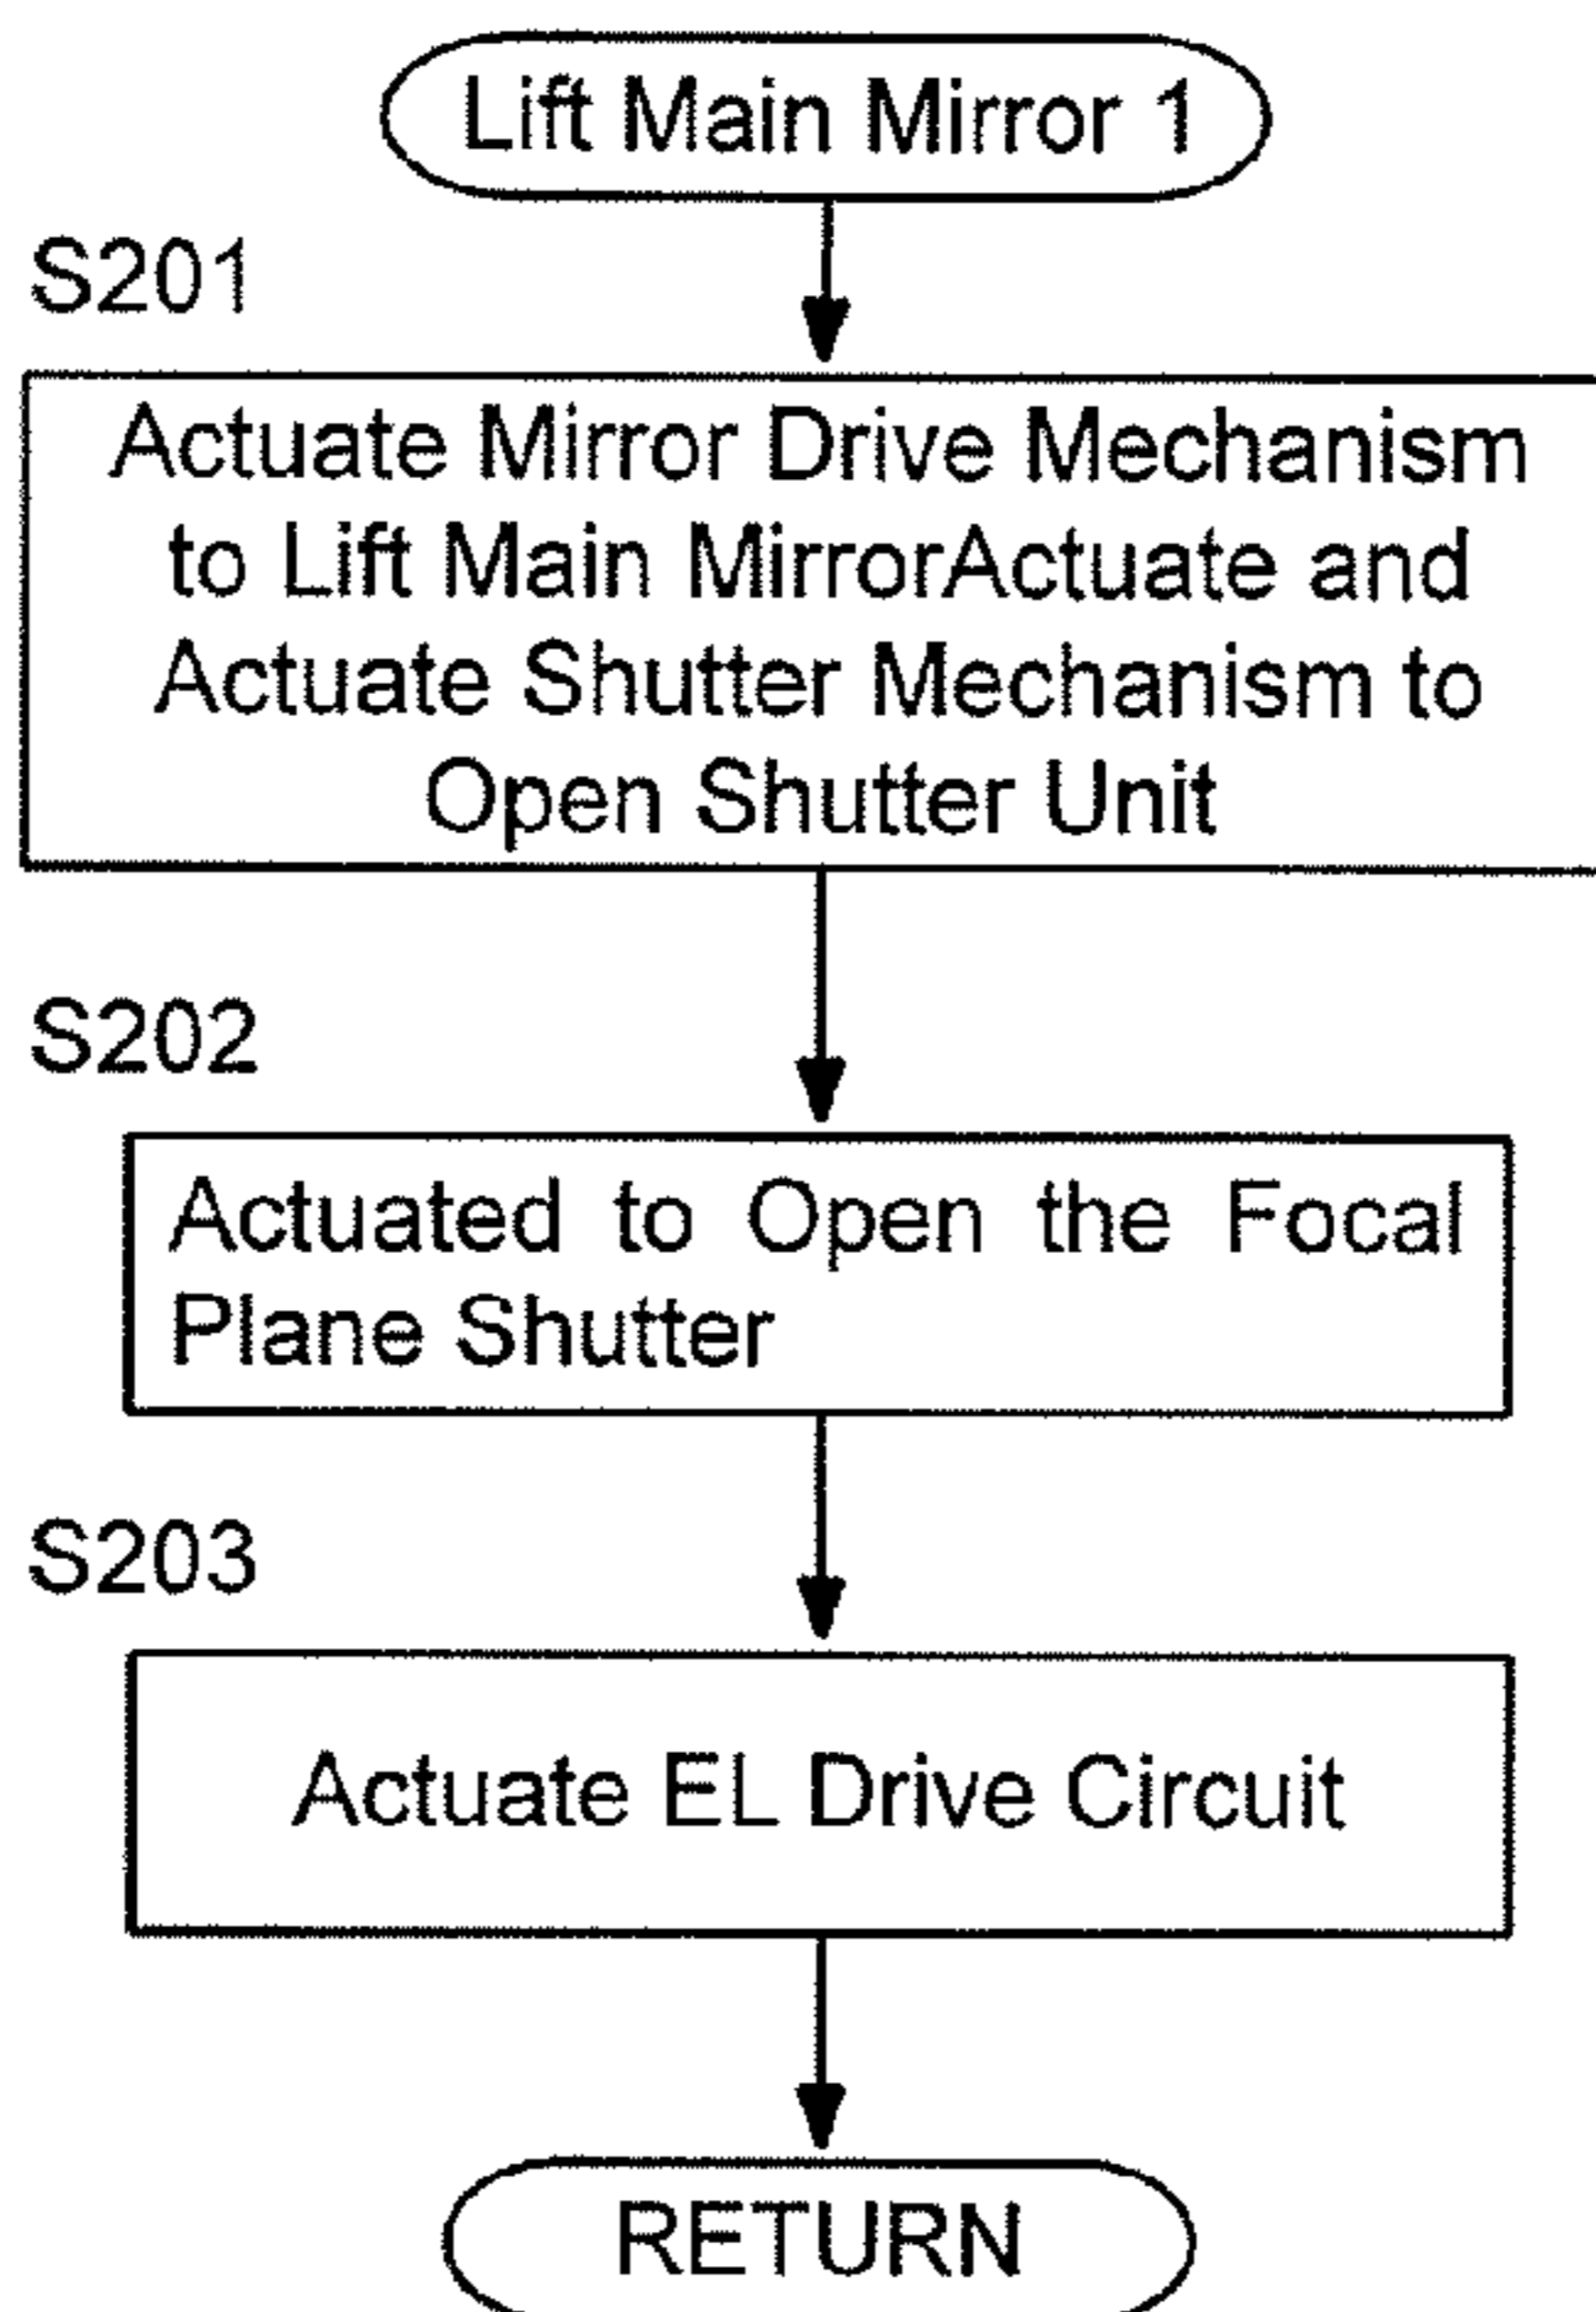 Lift Main Mirror 1
S201
Actuate Mirror Drive Mechanism
to Lift Main MirrorActuate and
Actuate Shutter Mechanism to
Open Shutter Unit
S202
Actuated to Open the Focal
Plane Shutter
S203
Actuate EL Drive Circuit
RETURN